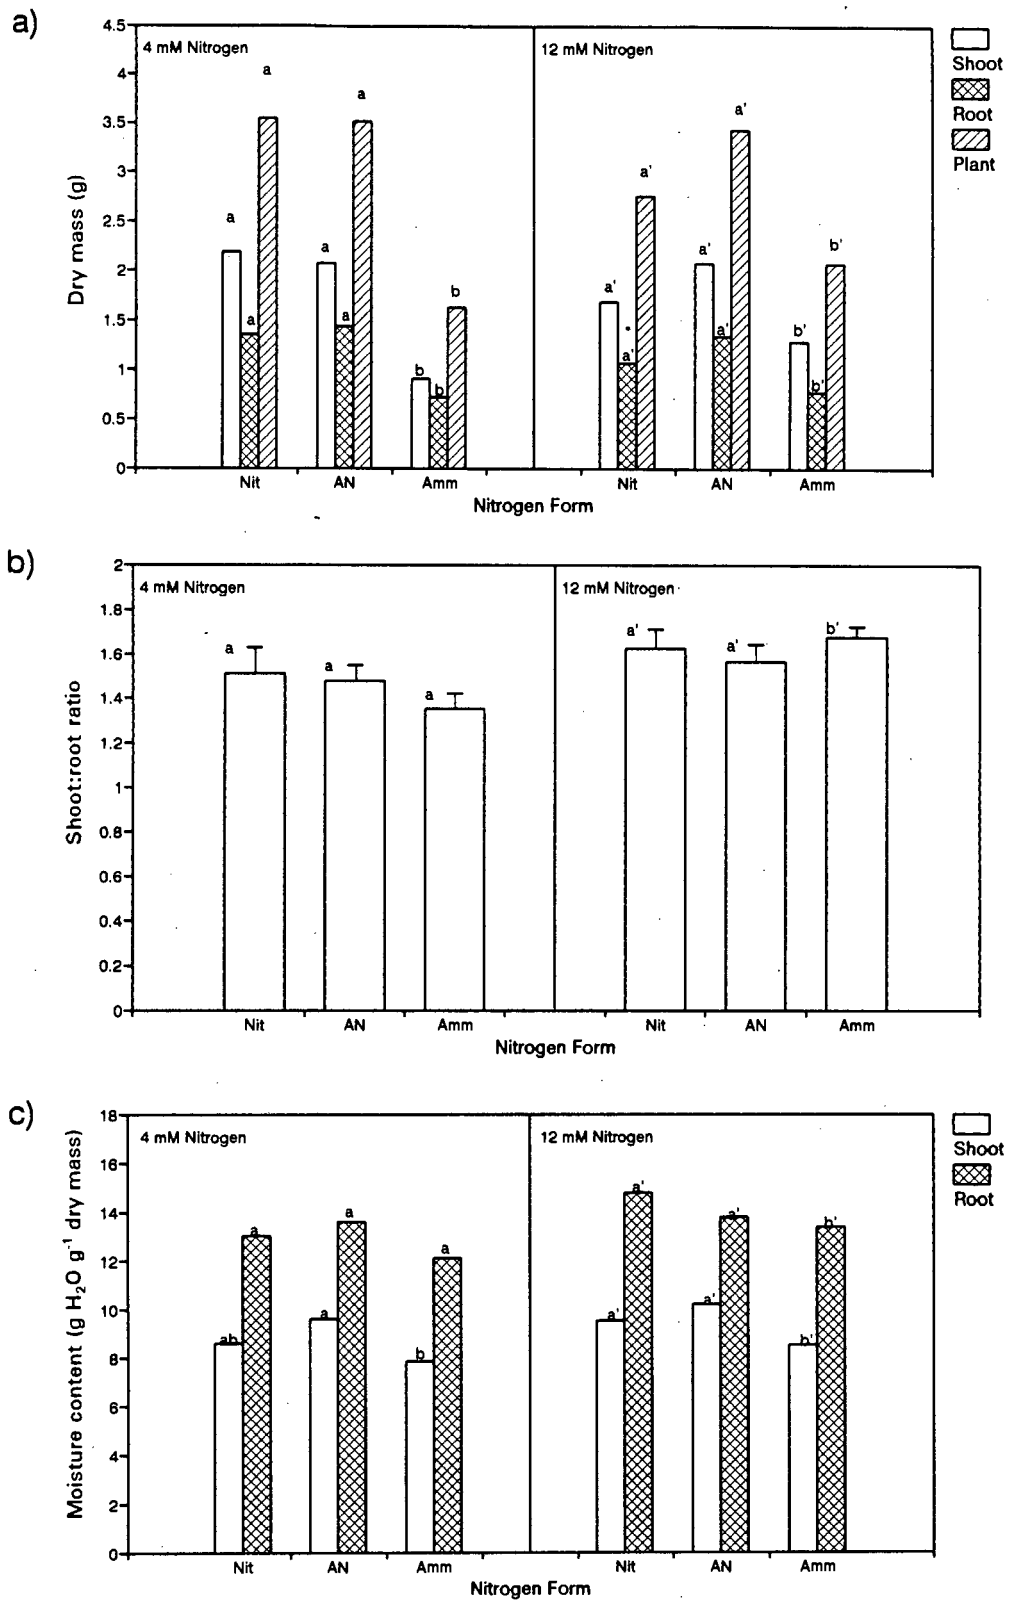 a)
4.5
4
3.5
3
2.5
2
1.5
1
0.5
0
Dry mass (g)
4 mM Nitrogen
12 mM Nitrogen
a a a
a a a
b b b
a' a' a'
a' a' a'
b' b' b'
Nit AN Amm Nit AN Amm
Nitrogen Form
Shoot
Root
Plant
b)
2
1.8
1.6
1.4
1.2
1
0.8
0.6
0.4
0.2
0
Shoot:root ratio
4 mM Nitrogen
12 mM Nitrogen
a a a a' a' b'
Nit AN Amm Nit AN Amm
Nitrogen Form
c)
18
16
14
12
10
8
6
4
2
0
Moisture content (g H₂O g⁻¹ dry mass)
4 mM Nitrogen
12 mM Nitrogen
ab a
a a
b a
a' a'
a' a'
b' b'
Nit AN Amm Nit AN Amm
Nitrogen Form
Shoot
Root